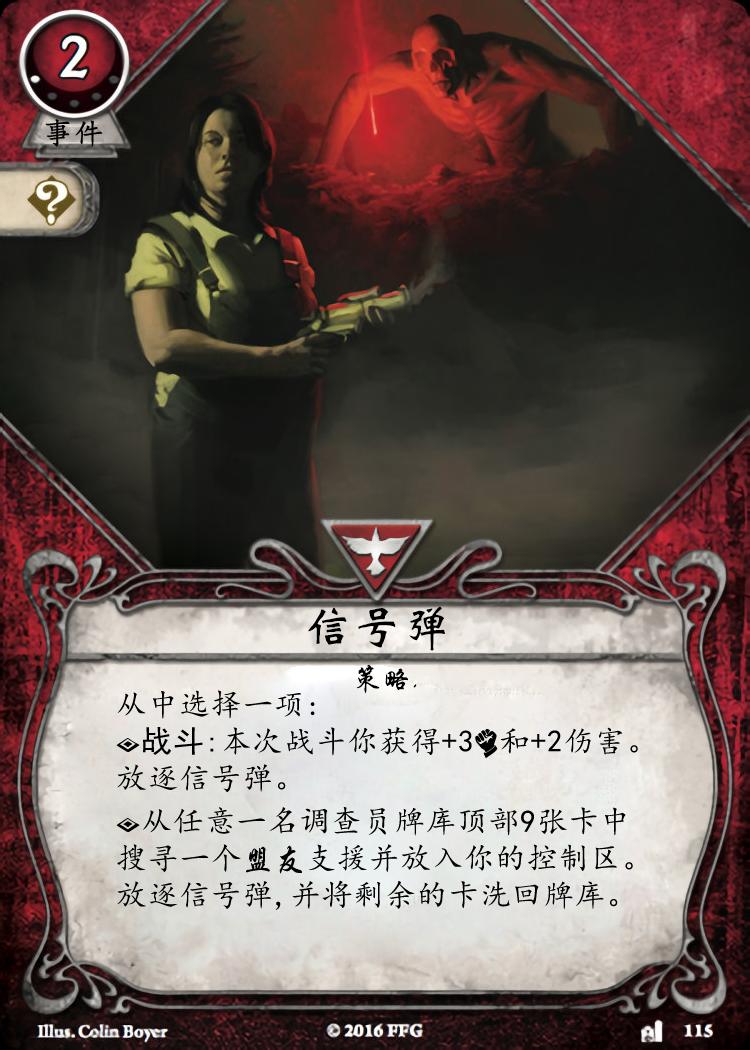 2
事件
?
信号弹
策略.
从中选择一项:
战斗:本次战斗你获得+3和+2伤害。
放逐信号弹。
从任意一名调查员牌库顶部9张卡中
搜寻一个盟友支援并放入你的控制区。
放逐信号弹,并将剩余的卡洗回牌库。
Illus. Colin Boyer
© 2016 FFG
115